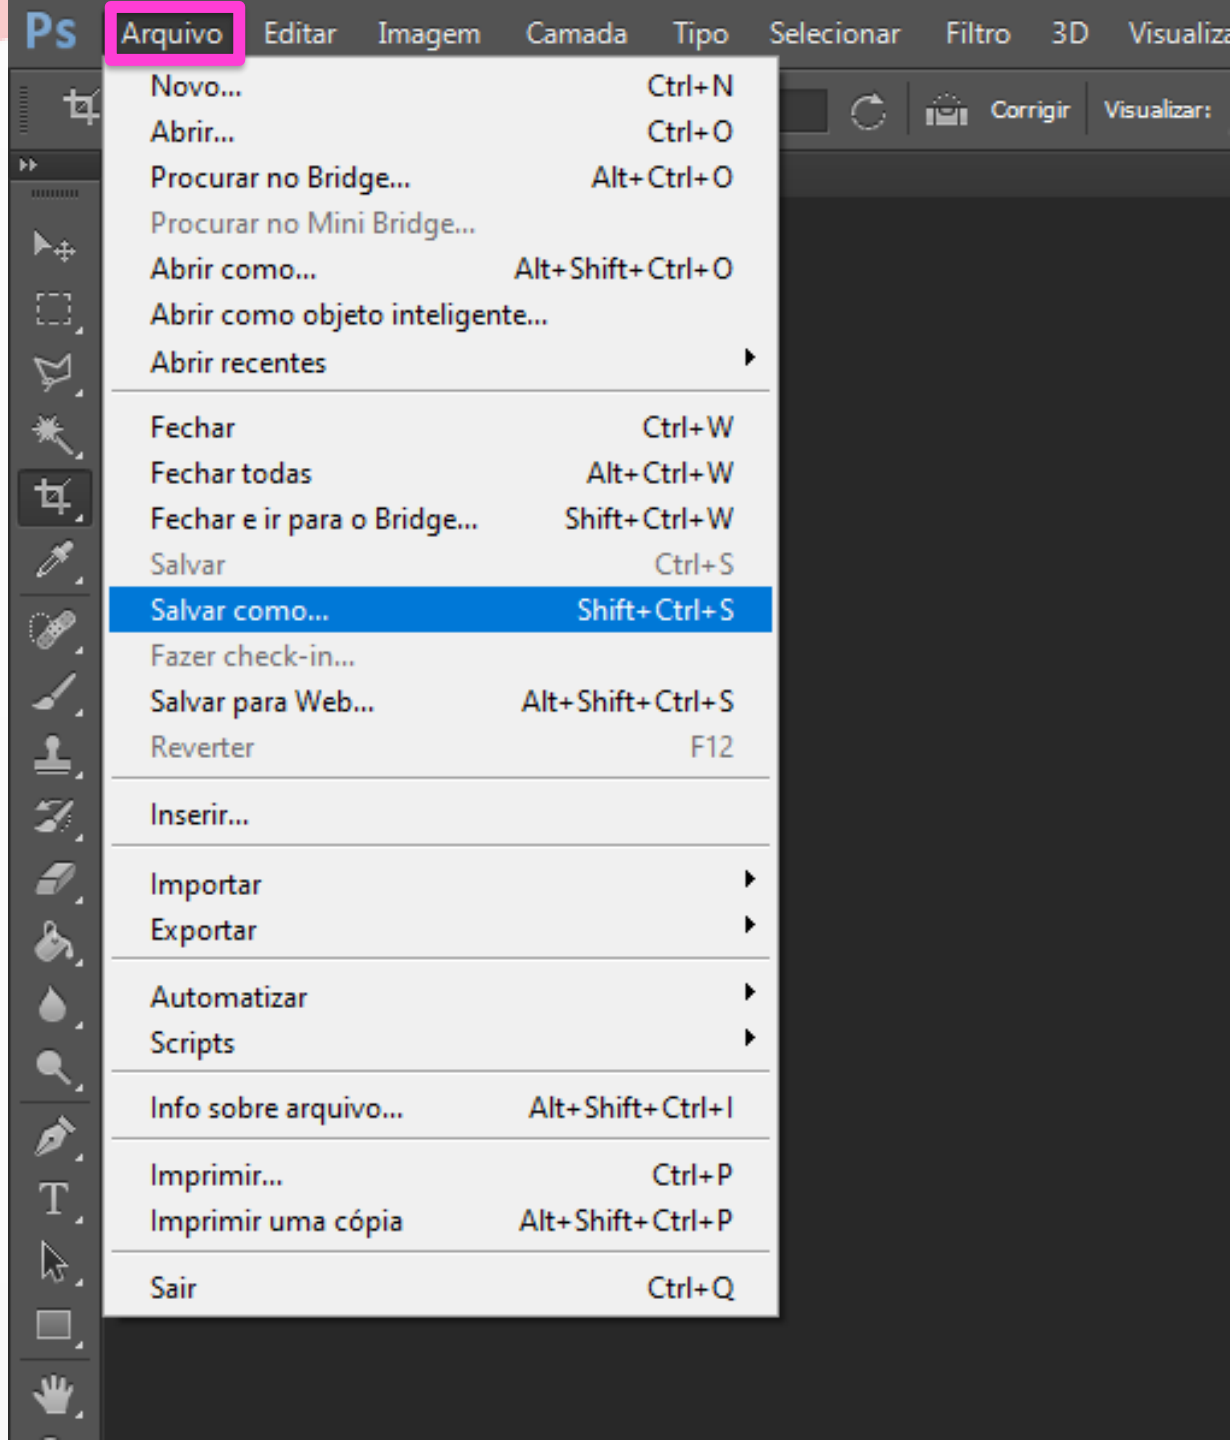 Ps Arquivo Editar Imagem Camada Tipo Selecionar Filtro 3D Visualiza
Corrigir Visualizar:
Novo... Ctrl+N
Abrir... Ctrl+O
Procurar no Bridge... Alt+Ctrl+O
Procurar no Mini Bridge...
Abrir como... Alt+Shift+Ctrl+O
Abrir como objeto inteligente...
Abrir recentes
Fechar Ctrl+W
Fechar todas Alt+Ctrl+W
Fechar e ir para o Bridge... Shift+Ctrl+W
Salvar Ctrl+S
Salvar como... Shift+Ctrl+S
Fazer check-in...
Salvar para Web... Alt+Shift+Ctrl+S
Reverter F12
Inserir...
Importar
Exportar
Automatizar
Scripts
Info sobre arquivo... Alt+Shift+Ctrl+I
Imprimir... Ctrl+P
Imprimir uma cópia Alt+Shift+Ctrl+P
Sair Ctrl+Q